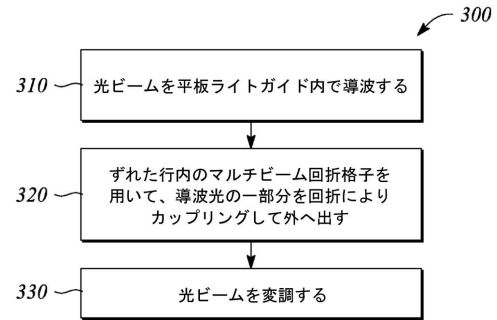 300
310
光ビームを平板ライトガイド内で導波する
320
ずれた行内のマルチビーム回折格子を
用いて、導波光の一部分を回折により
カップリングして外へ出す
330
光ビームを変調する